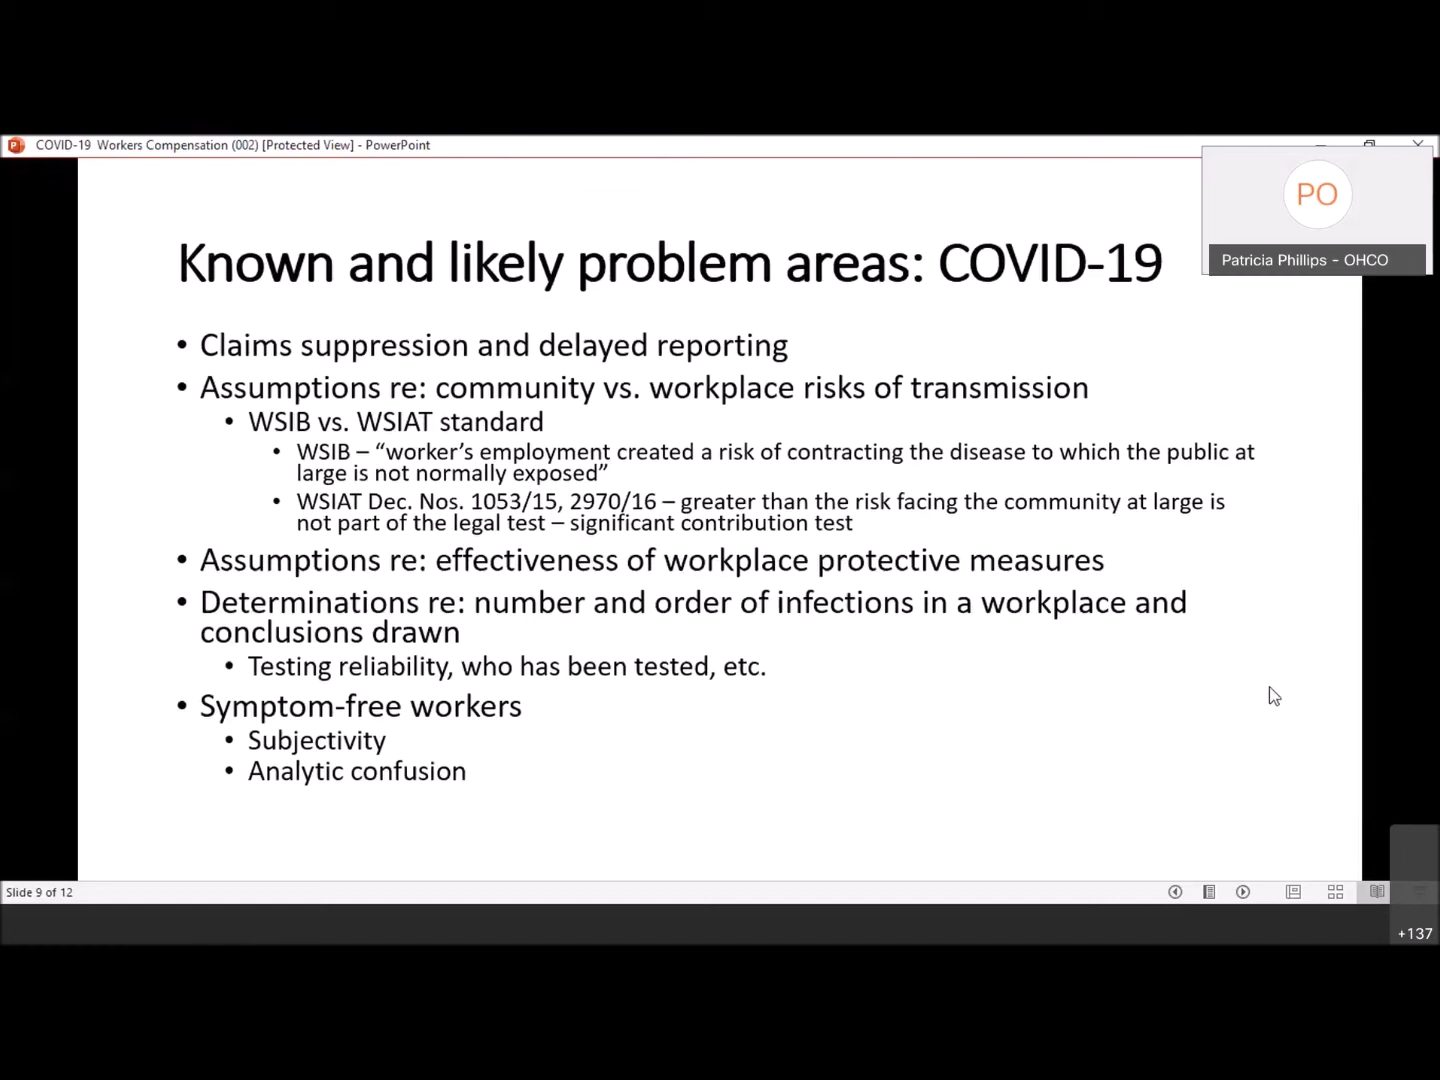 COVID-19 Workers Compensation (002) [Protected View] - PowerPoint
PO
Patricia Phillips - OHCO
Known and likely problem areas: COVID-19
• Claims suppression and delayed reporting
• Assumptions re: community vs. workplace risks of transmission
• WSIB vs. WSIAT standard
• WSIB – “worker’s employment created a risk of contracting the disease to which the public at
large is not normally exposed”
• WSIAT Dec. Nos. 1053/15, 2970/16 – greater than the risk facing the community at large is
not part of the legal test – significant contribution test
• Assumptions re: effectiveness of workplace protective measures
• Determinations re: number and order of infections in a workplace and
conclusions drawn
• Testing reliability, who has been tested, etc.
• Symptom-free workers
• Subjectivity
• Analytic confusion
Slide 9 of 12
+137